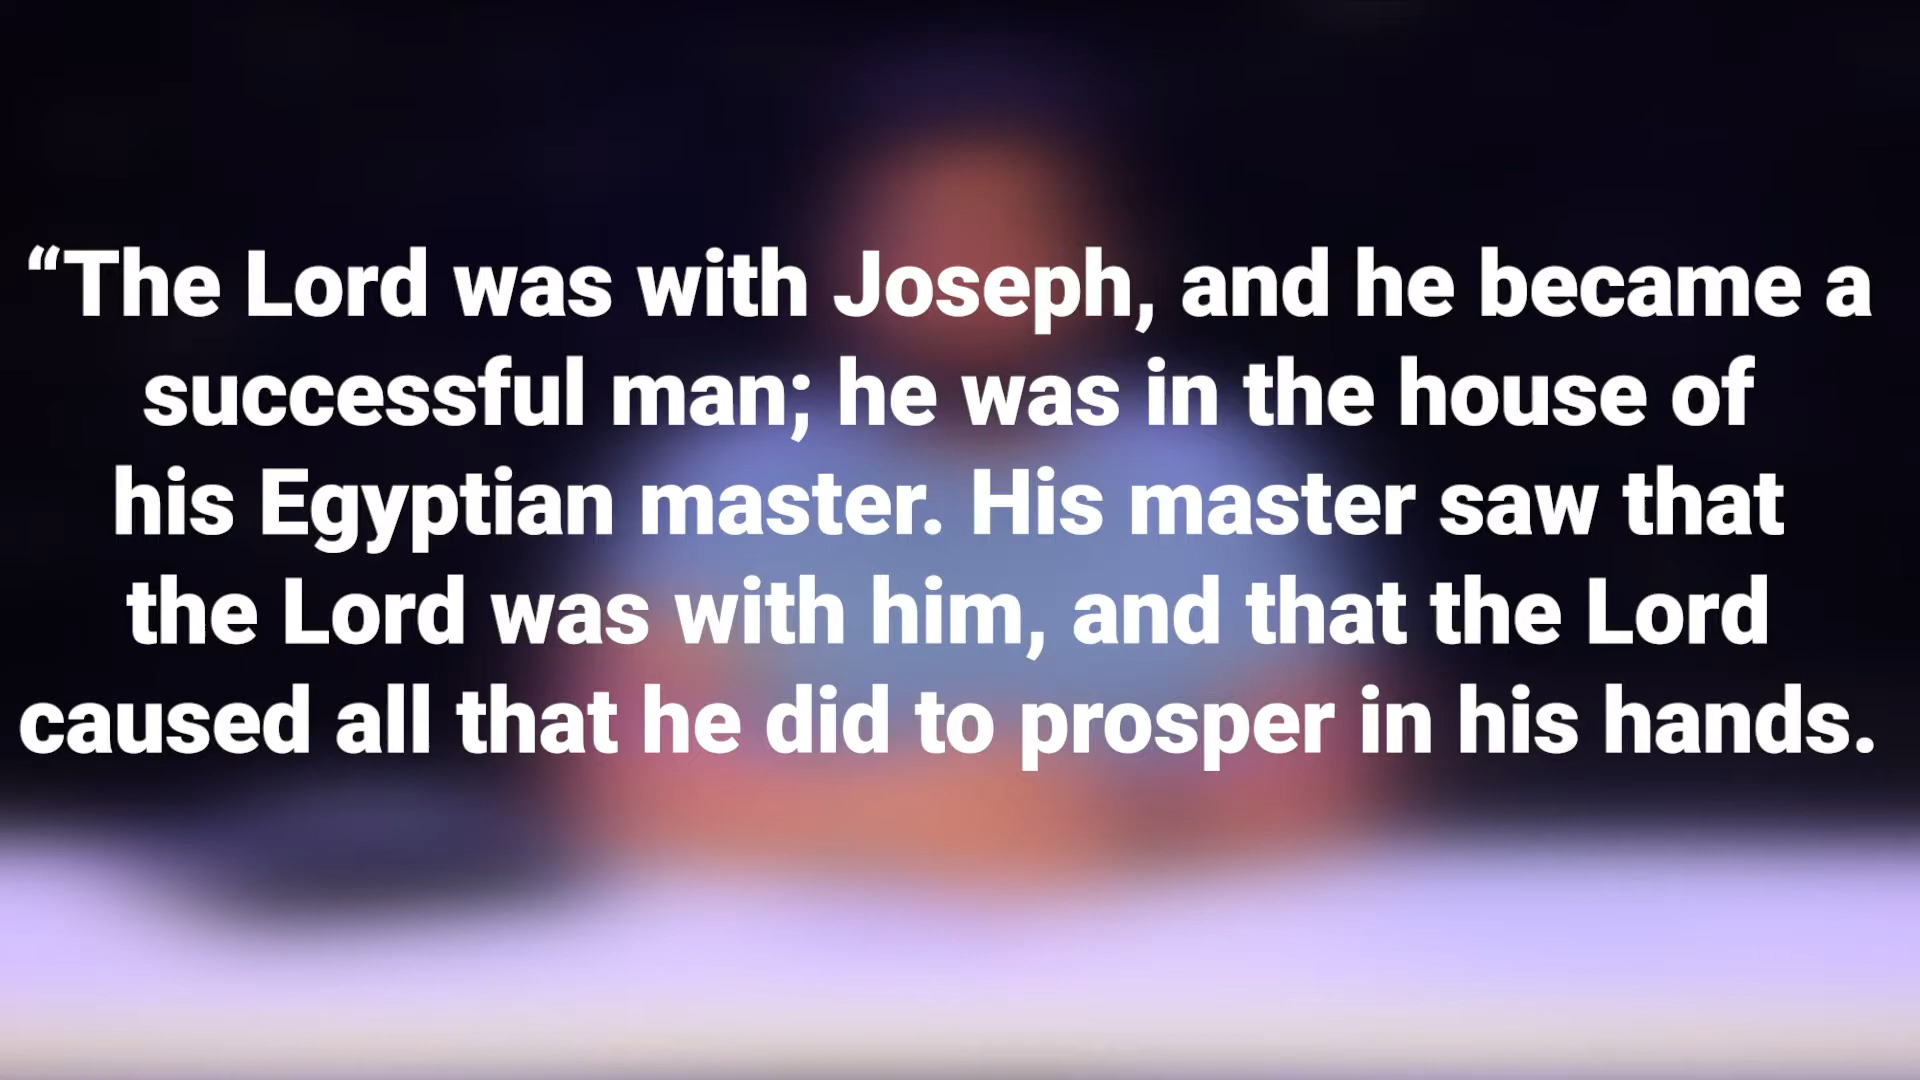 “The Lord was with Joseph, and he became a
successful man; he was in the house of
his Egyptian master. His master saw that
the Lord was with him, and that the Lord
caused all that he did to prosper in his hands.